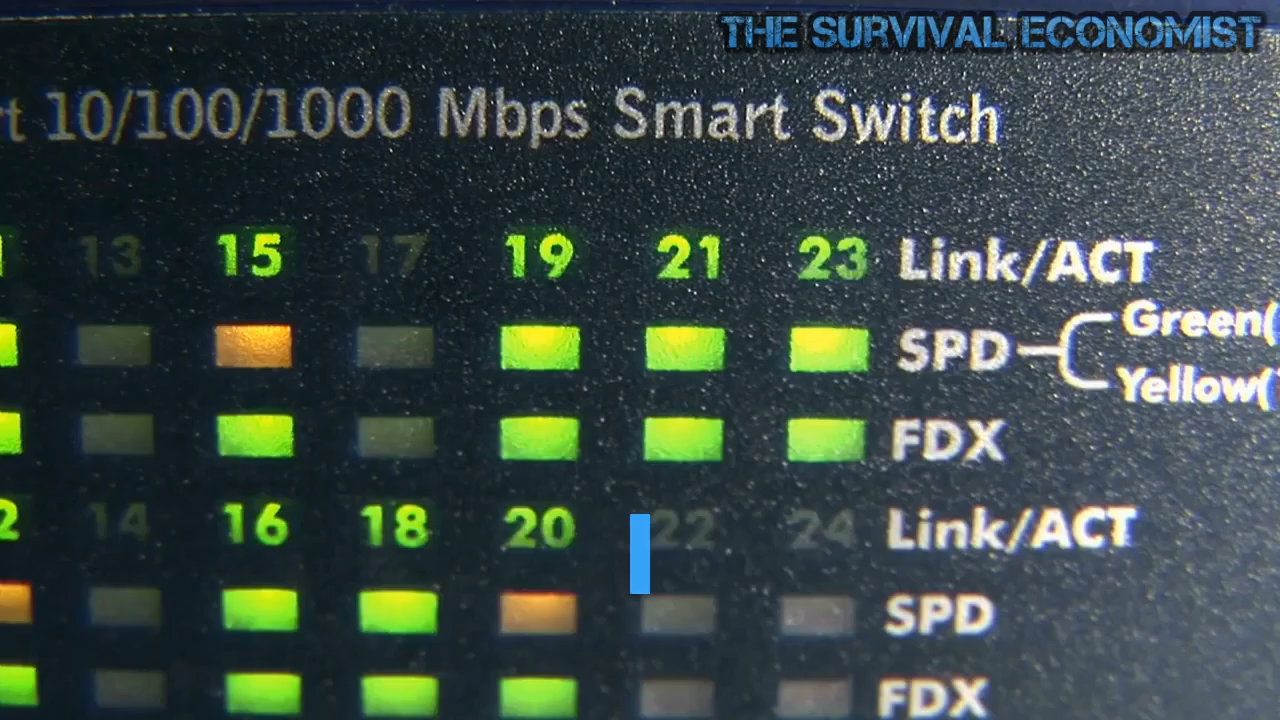 THE SURVIVAL ECONOMIST
10/100/1000 Mbps Smart Switch
13 15 17 19 21 23 Link/ACT
Green(
SPD
Yellow(
FDX
14 16 18 20 22 24 Link/ACT
SPD
FDX